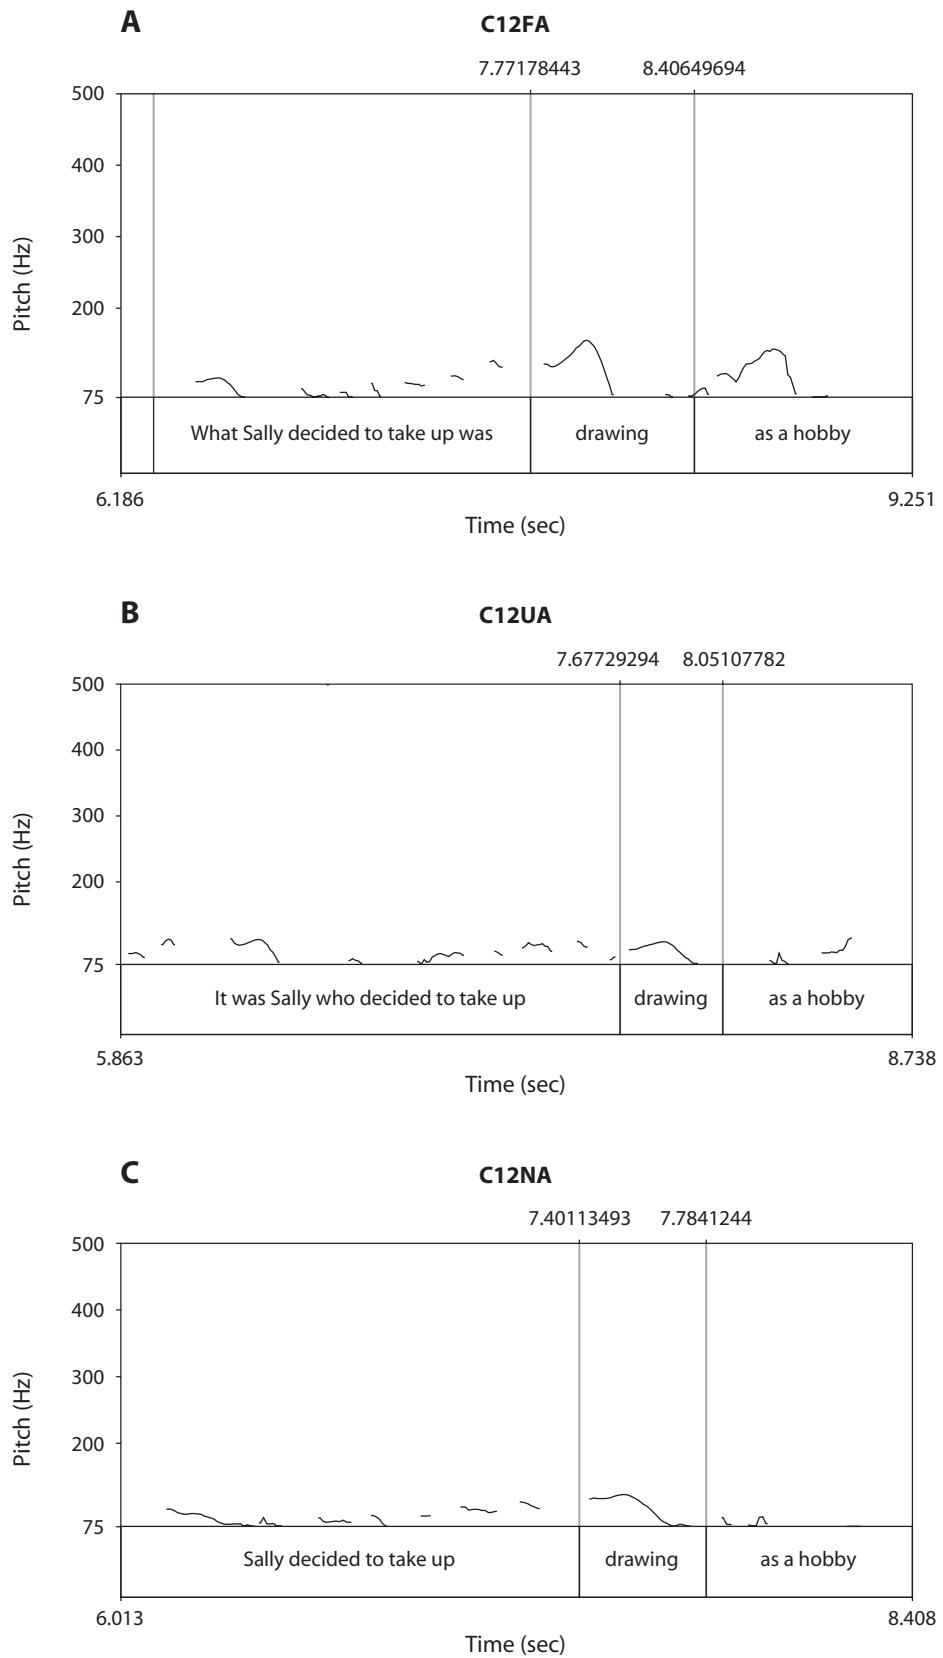 A
C12FA
7.77178443 8.40649694
500
400
300
200
75
Pitch (Hz)
What Sally decided to take up was drawing as a hobby
6.186 9.251
Time (sec)
B
C12UA
7.67729294 8.05107782
500
400
300
200
75
Pitch (Hz)
It was Sally who decided to take up drawing as a hobby
5.863 8.738
Time (sec)
C
C12NA
7.40113493 7.7841244
500
400
300
200
75
Pitch (Hz)
Sally decided to take up drawing as a hobby
6.013 8.408
Time (sec)